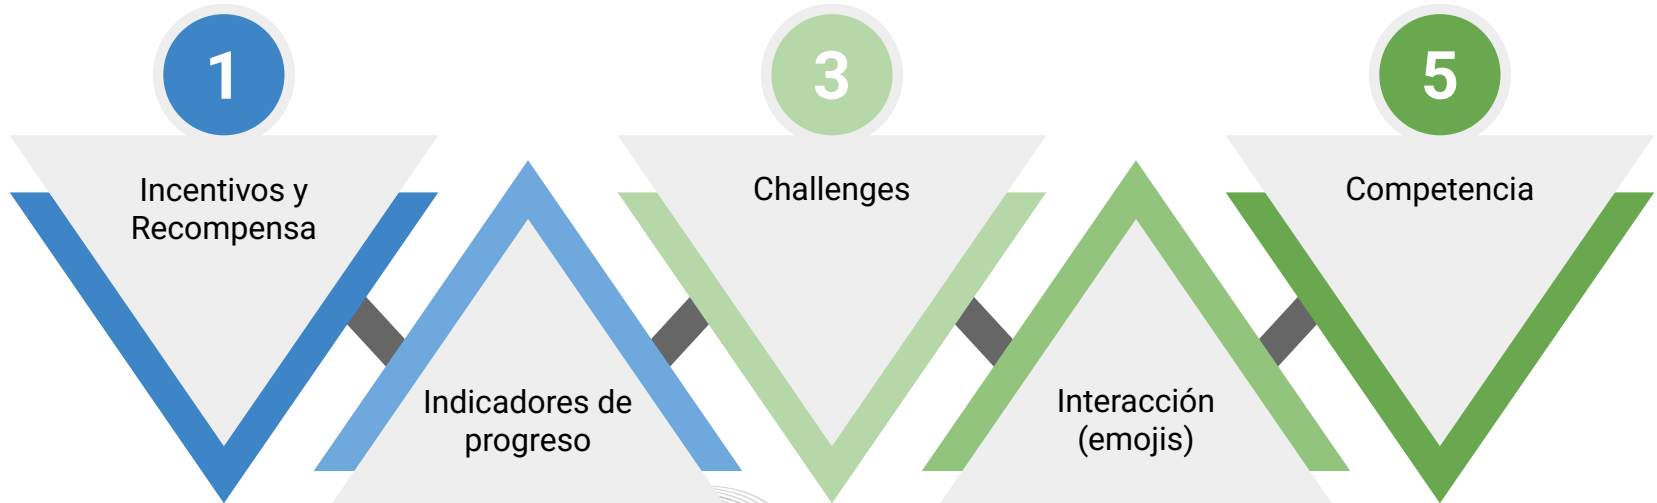 1
Incentivos y
Recompensa
Indicadores de
progreso
3
Challenges
Interacción
(emojis)
5
Competencia